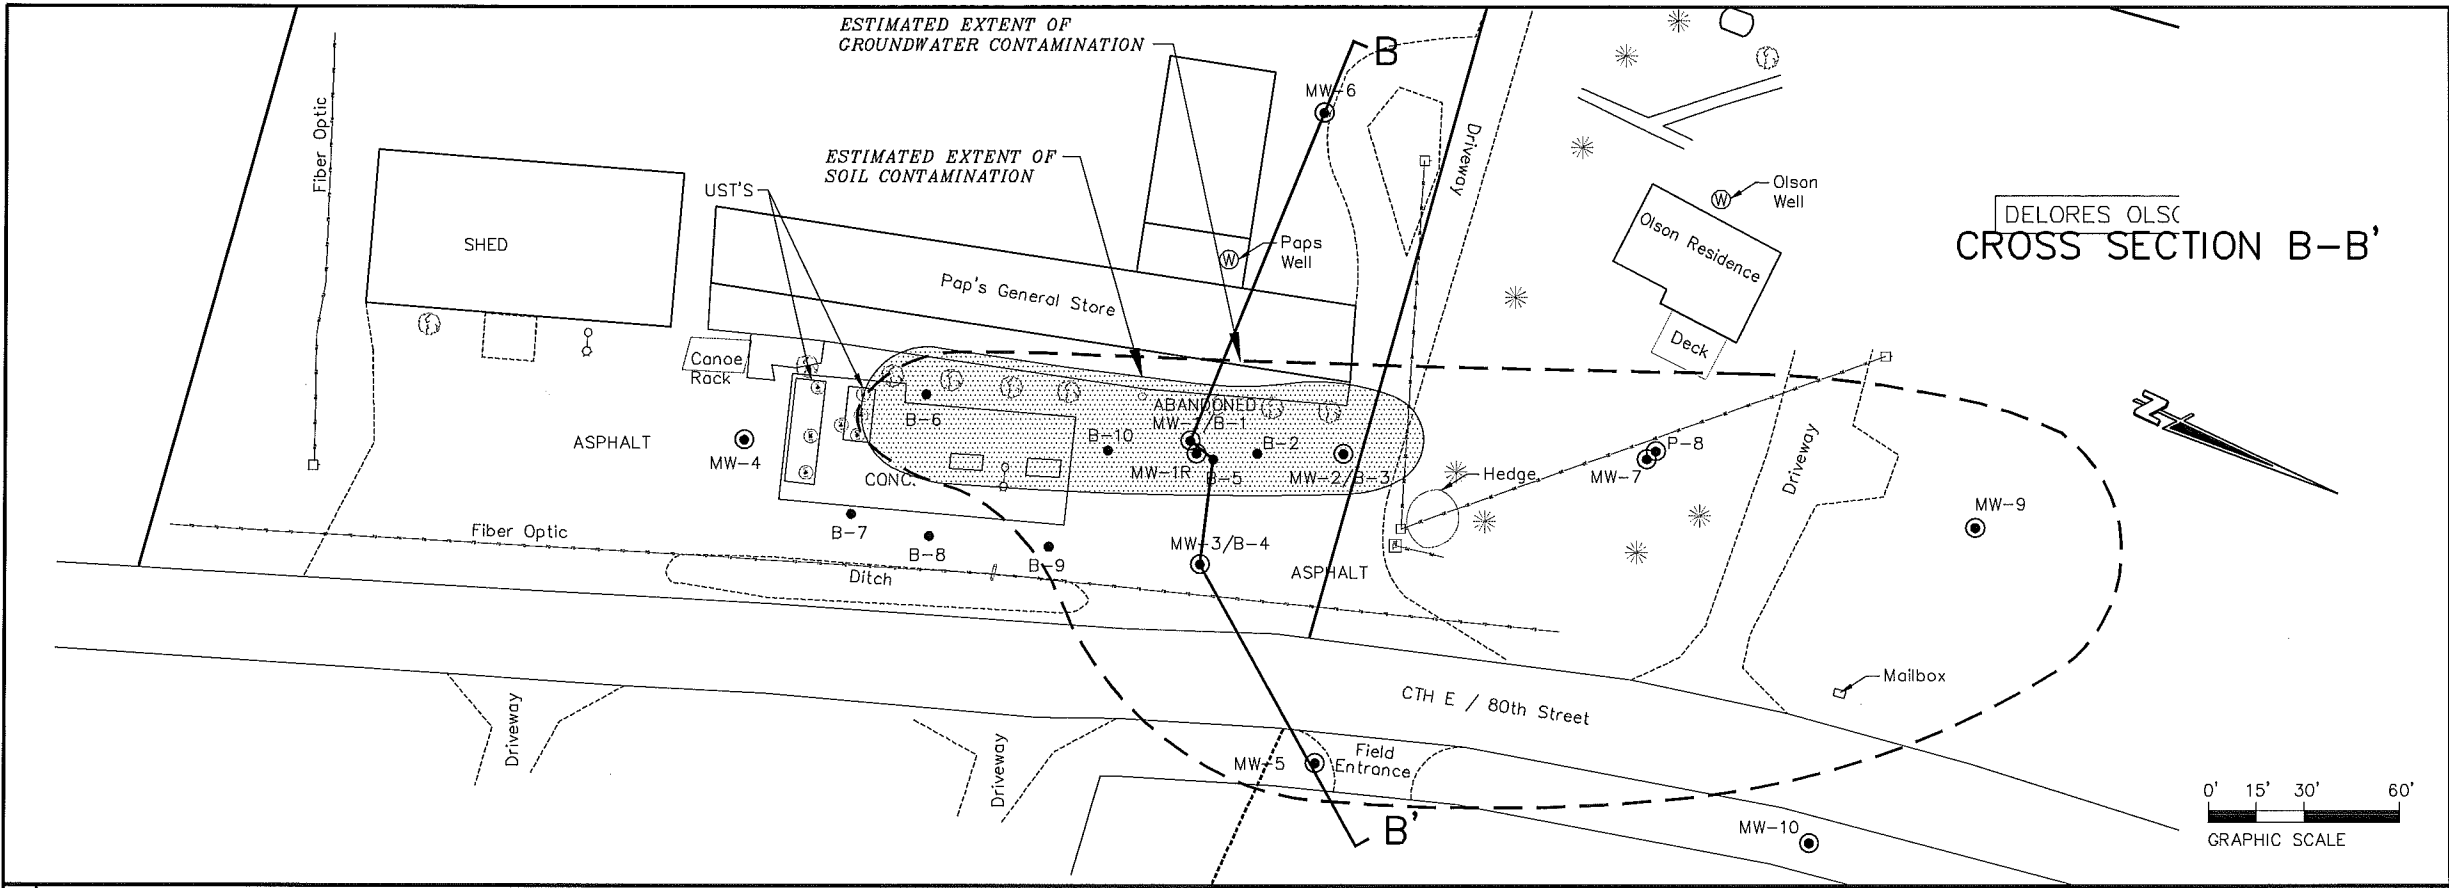 ESTIMATED EXTENT OF
GROUNDWATER CONTAMINATION
B
MW-6
Fiber Optic
Driveway
ESTIMATED EXTENT OF
SOIL CONTAMINATION
UST'S
Olson
Well
W
DELORES OLSO
CROSS SECTION B-B'
SHED
Paps
Well
W
Olson Residence
Pap's General Store
Deck
Canoe
Rack
ABANDONED
B-6
B-10
B-2
P-8
ASPHALT
MW-4
MW-1R
B-5
MW-2/B-3
Hedge
MW-7
CONC.
Driveway
MW-9
N
Fiber Optic
B-7
B-8
B-9
MW-3/B-4
Ditch
ASPHALT
Mailbox
CTH E / 80th Street
Driveway
Driveway
MW-5
Field
Entrance
B'
MW-10
0' 15' 30' 60'
GRAPHIC SCALE